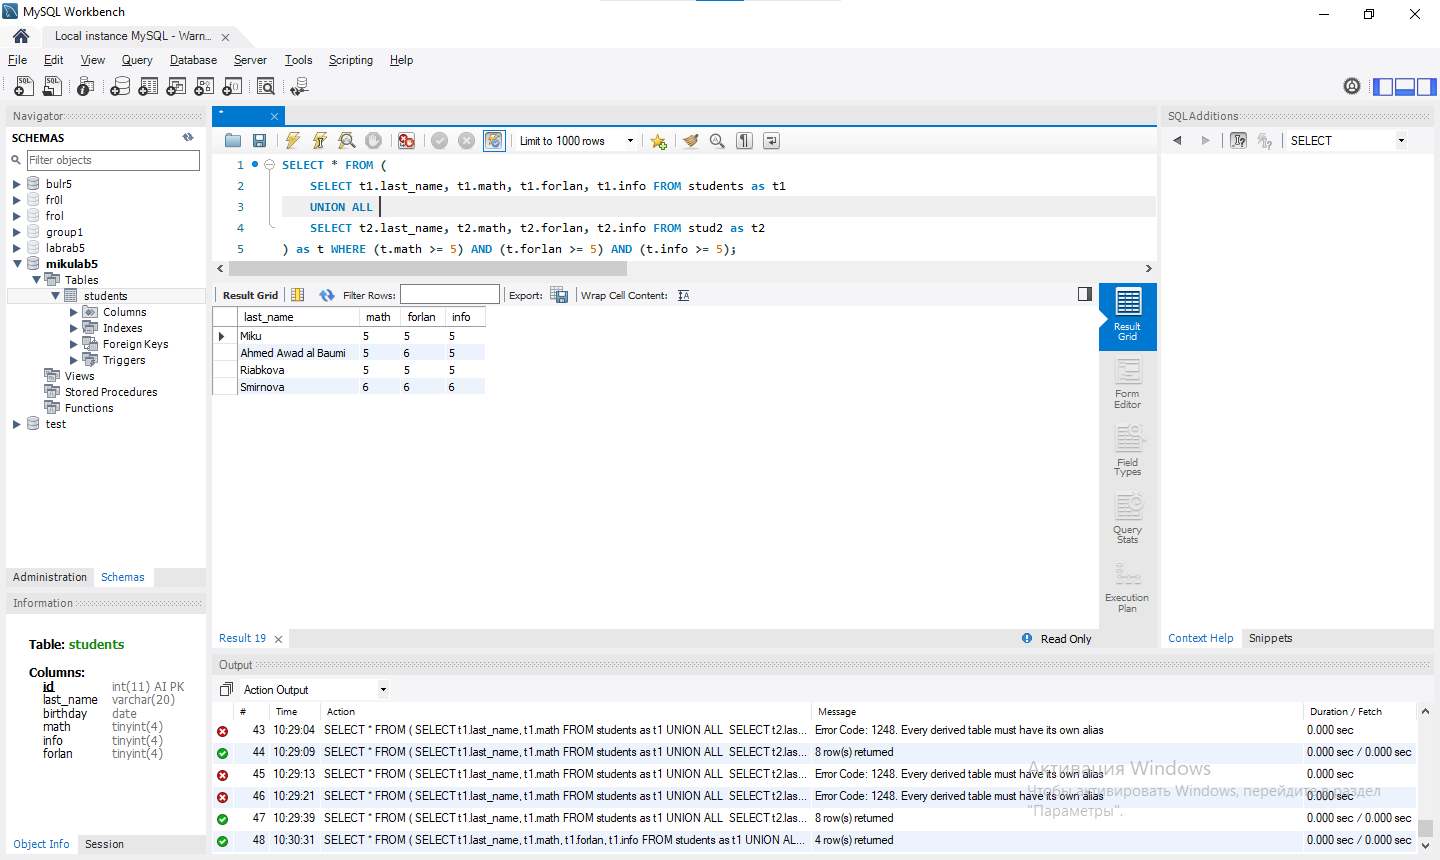 MySQL Workbench
Local instance MySQL - Warn...
File Edit View Query Database Server Tools Scripting Help
Navigator
SCHEMAS
Filter objects
bulr5
fr0l
frol
group1
labrab5
mikulab5
Tables
students
Columns
Indexes
Foreign Keys
Triggers
Views
Stored Procedures
Functions
test
Administration Schemas
Information
Table: students
Columns:
id int(11) AI PK
last_name varchar(20)
birthday date
math tinyint(4)
info tinyint(4)
forlan tinyint(4)
Object Info Session
*
Limit to 1000 rows
1 SELECT * FROM (
2 SELECT t1.last_name, t1.math, t1.forlan, t1.info FROM students as t1
3 UNION ALL
4 SELECT t2.last_name, t2.math, t2.forlan, t2.info FROM stud2 as t2
5 ) as t WHERE (t.math >= 5) AND (t.forlan >= 5) AND (t.info >= 5);
Result Grid Filter Rows: Export: Wrap Cell Content:
last_name math forlan info
Miku 5 5 5
Ahmed Awad al Baumi 5 6 5
Riabkova 5 5 5
Smirnova 6 6 6
Result Grid
Form Editor
Field Types
Query Stats
Execution Plan
Result 19 Read Only
SQLAdditions
SELECT
Context Help Snippets
Output
Action Output
# Time Action Message Duration / Fetch
43 10:29:04 SELECT * FROM ( SELECT t1.last_name, t1.math FROM students as t1 UNION ALL SELECT t2.las... Error Code: 1248. Every derived table must have its own alias 0.000 sec
44 10:29:09 SELECT * FROM ( SELECT t1.last_name, t1.math FROM students as t1 UNION ALL SELECT t2.las... 8 row(s) returned 0.000 sec / 0.000 sec
45 10:29:13 SELECT * FROM ( SELECT t1.last_name, t1.math FROM students as t1 UNION ALL SELECT t2.las... Error Code: 1248. Every derived table must have its own alias 0.000 sec
46 10:29:21 SELECT * FROM ( SELECT t1.last_name, t1.math FROM students as t1 UNION ALL SELECT t2.las... Error Code: 1248. Every derived table must have its own alias 0.000 sec
47 10:29:39 SELECT * FROM ( SELECT t1.last_name, t1.math FROM students as t1 UNION ALL SELECT t2.las... 8 row(s) returned 0.000 sec / 0.000 sec
48 10:30:31 SELECT * FROM ( SELECT t1.last_name, t1.math, t1.forlan, t1.info FROM students as t1 UNION AL... 4 row(s) returned 0.000 sec / 0.000 sec
Активация Windows
Чтобы активировать Windows, перейдите в раздел
"Параметры".